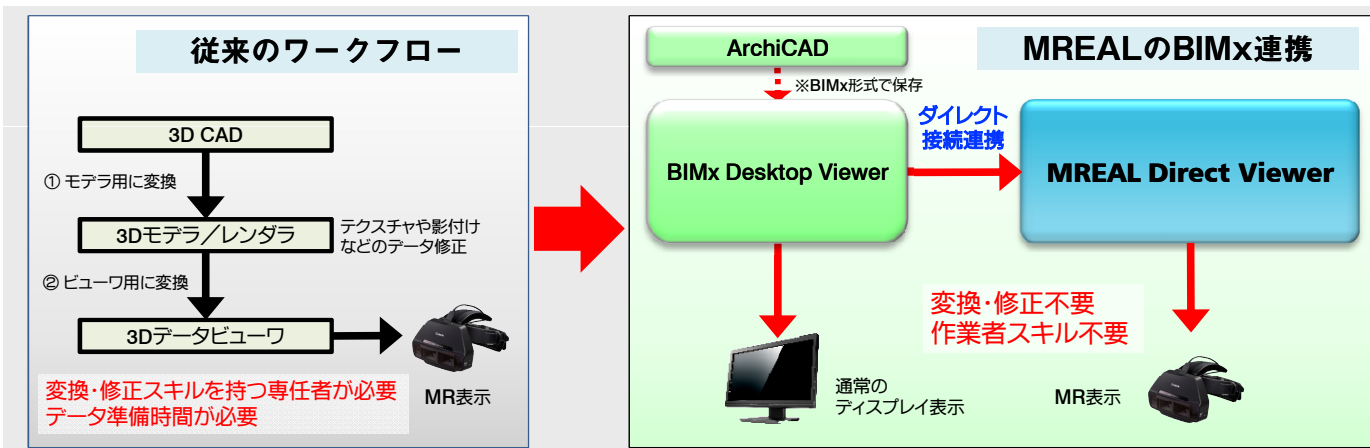 従来のワークフロー
3D CAD
① モデラ用に変換
3Dモデラ／レンダラ
テクスチャや影付け
などのデータ修正
② ビューワ用に変換
3Dデータビューワ
変換・修正スキルを持つ専任者が必要
データ準備時間が必要
MR表示
ArchiCAD
MREALのBIMx連携
※BIMx形式で保存
ダイレクト
接続連携
BIMx Desktop Viewer
MREAL Direct Viewer
変換・修正不要
作業者スキル不要
通常の
ディスプレイ表示
MR表示